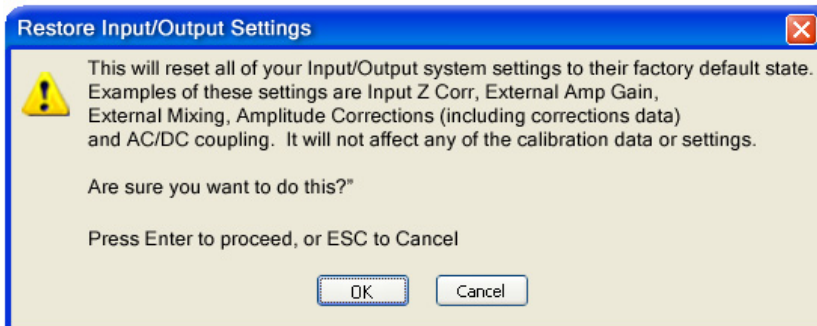 Restore Input/Output Settings
This will reset all of your Input/Output system settings to their factory default state.
Examples of these settings are Input Z Corr, External Amp Gain,
External Mixing, Amplitude Corrections (including corrections data)
and AC/DC coupling.  It will not affect any of the calibration data or settings.
Are sure you want to do this?”
Press Enter to proceed, or ESC to Cancel
OK
Cancel